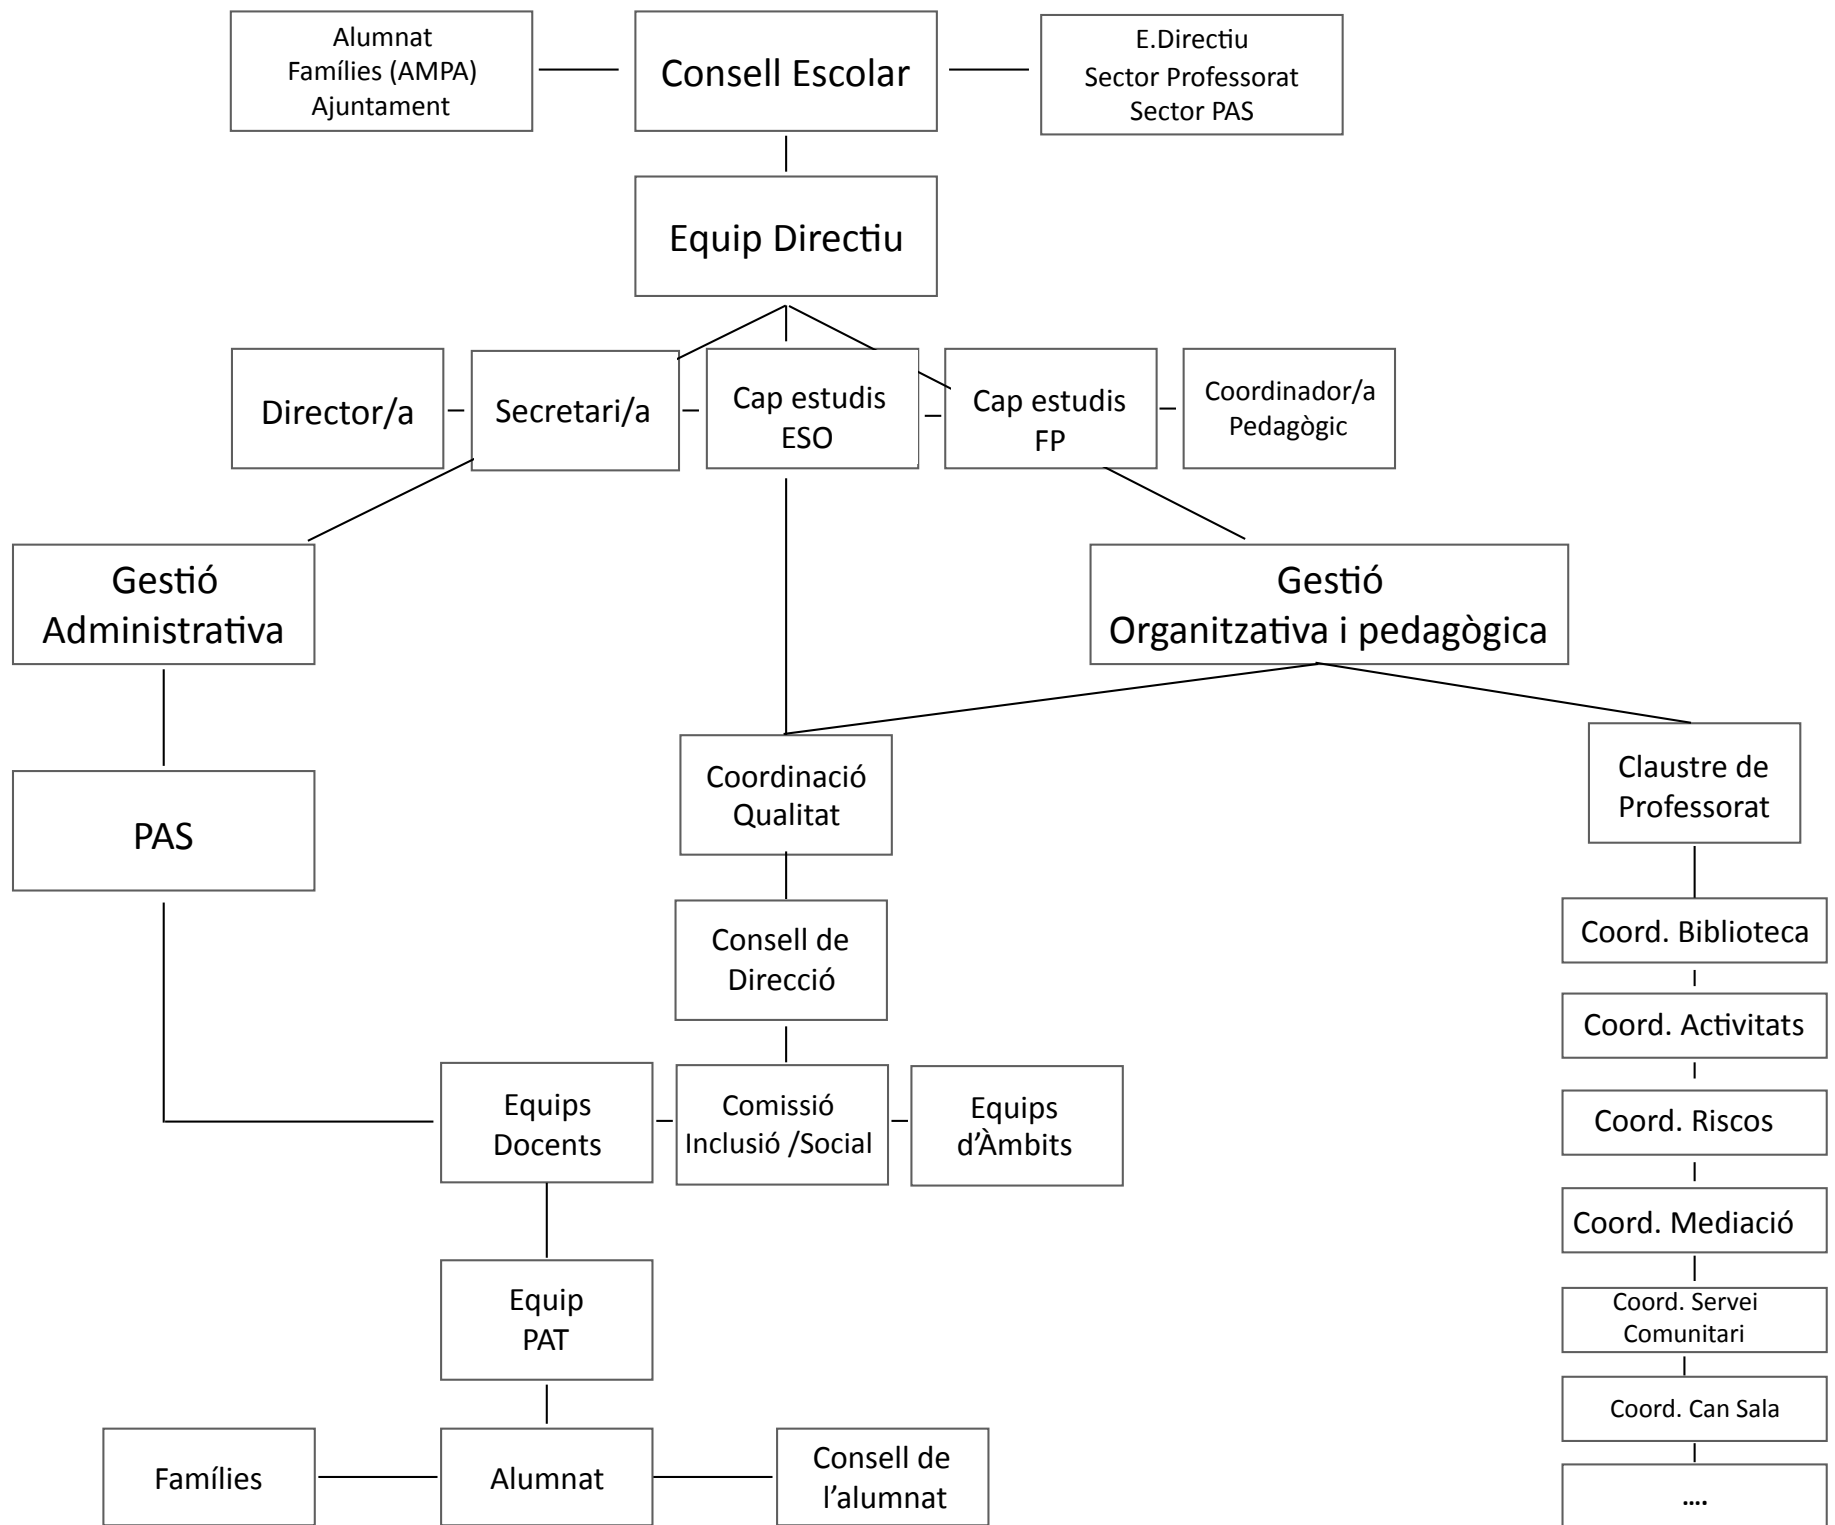 Alumnat
Famílies (AMPA)
Ajuntament
Consell Escolar
E.Directiu
Sector Professorat
Sector PAS
Equip Directiu
Director/a
Secretari/a
Cap estudis
ESO
Cap estudis
FP
Coordinador/a
Pedagògic
Gestió
Administrativa
Gestió
Organitzativa i pedagògica
PAS
Coordinació
Qualitat
Claustre de
Professorat
Consell de
Direcció
Coord. Biblioteca
Coord. Activitats
Equips
Docents
Comissió
Inclusió /Social
Equips
d’Àmbits
Coord. Riscos
Coord. Mediació
Equip
PAT
Coord. Servei
Comunitari
Coord. Can Sala
Famílies
Alumnat
Consell de
l’alumnat
....